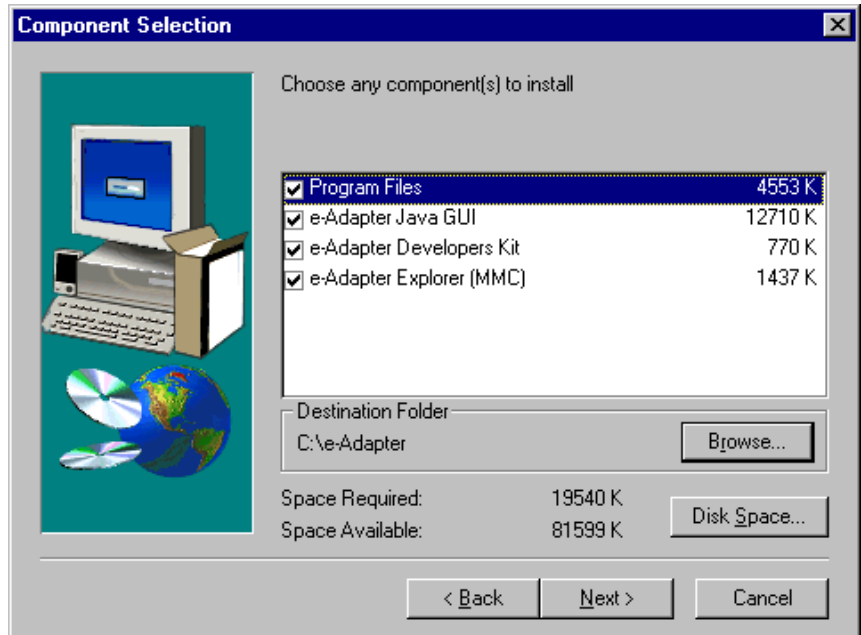 Component Selection
Choose any component(s) to install
Program Files 4553 K
e-Adapter Java GUI 12710 K
e-Adapter Developers Kit 770 K
e-Adapter Explorer (MMC) 1437 K
Destination Folder
C:\e-Adapter Browse...
Space Required: 19540 K
Space Available: 81599 K
Disk Space...
< Back Next > Cancel